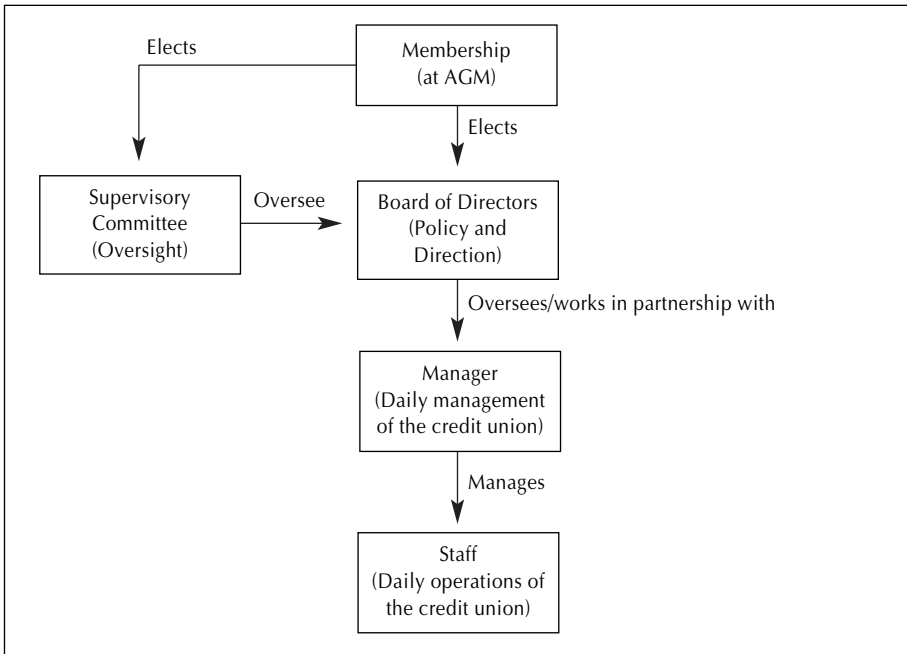 Elects
Membership
(at AGM)
Elects
Supervisory
Committee
(Oversight)
Oversee
Board of Directors
(Policy and
Direction)
Oversees/works in partnership with
Manager
(Daily management
of the credit union)
Manages
Staff
(Daily operations of
the credit union)